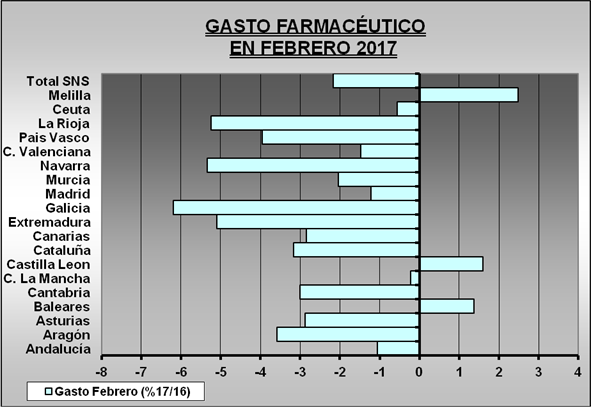 GASTO FARMACÉUTICO
EN FEBRERO 2017
Total SNS
Melilla
Ceuta
La Rioja
Pais Vasco
C. Valenciana
Navarra
Murcia
Madrid
Galicia
Extremadura
Canarias
Cataluña
Castilla Leon
C. La Mancha
Cantabria
Baleares
Asturias
Aragón
Andalucía
-8 -7 -6 -5 -4 -3 -2 -1 0 1 2 3 4
Gasto Febrero (%17/16)